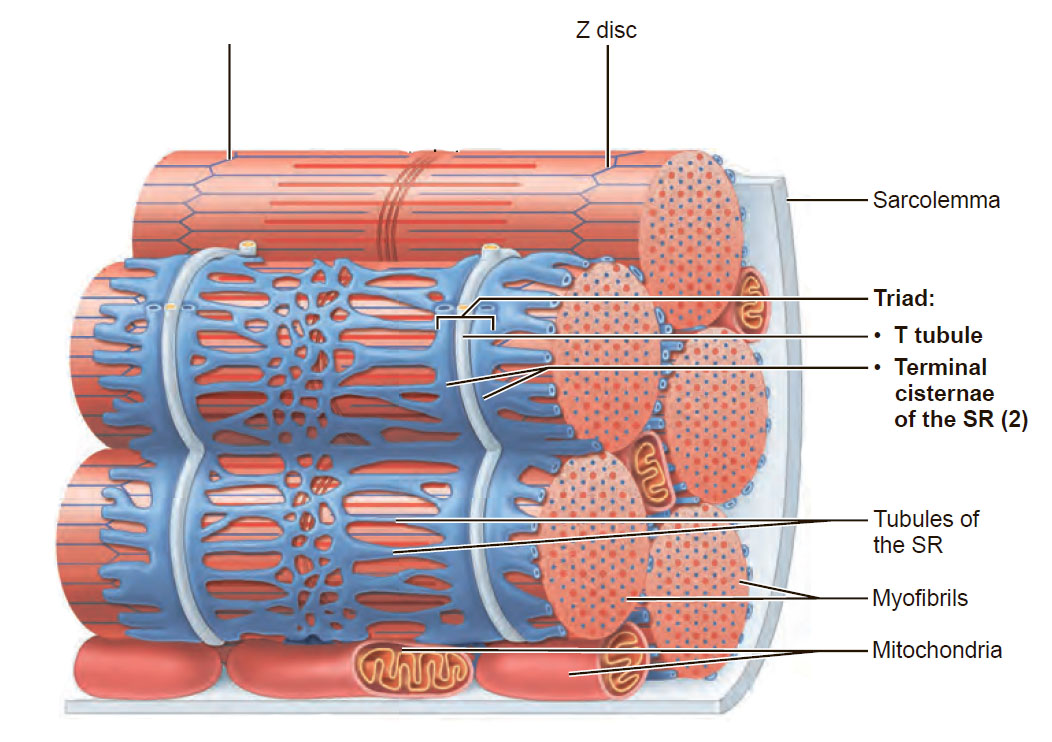 Z disc
Sarcolemma
Triad:
• T tubule
• Terminal
cisternae
of the SR (2)
Tubules of
the SR
Myofibrils
Mitochondria